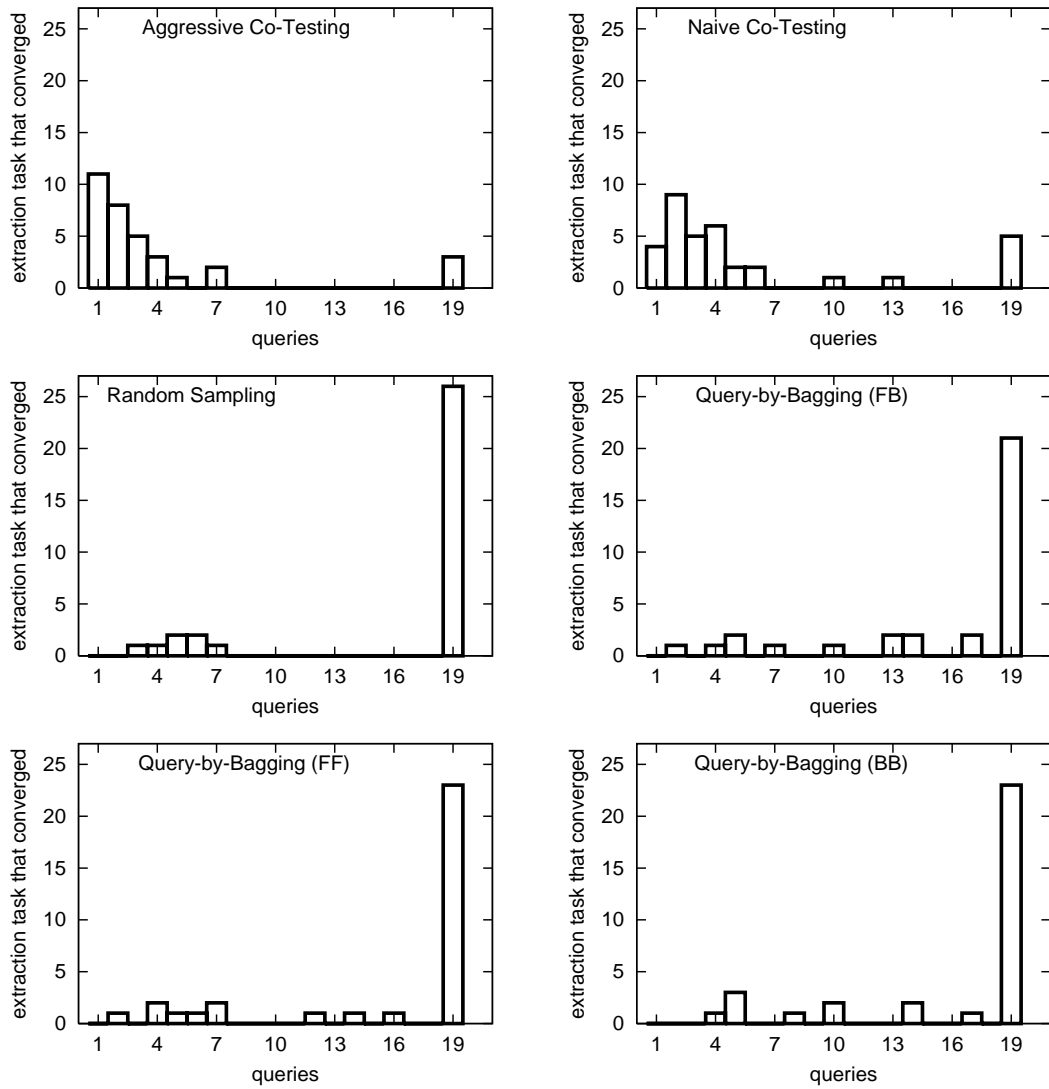 Aggressive Co-Testing
extraction task that converged
25
20
15
10
5
0
1 4 7 10 13 16 19
queries
Naive Co-Testing
extraction task that converged
25
20
15
10
5
0
1 4 7 10 13 16 19
queries
Random Sampling
extraction task that converged
25
20
15
10
5
0
1 4 7 10 13 16 19
queries
Query-by-Bagging (FB)
extraction task that converged
25
20
15
10
5
0
1 4 7 10 13 16 19
queries
Query-by-Bagging (FF)
extraction task that converged
25
20
15
10
5
0
1 4 7 10 13 16 19
queries
Query-by-Bagging (BB)
extraction task that converged
25
20
15
10
5
0
1 4 7 10 13 16 19
queries